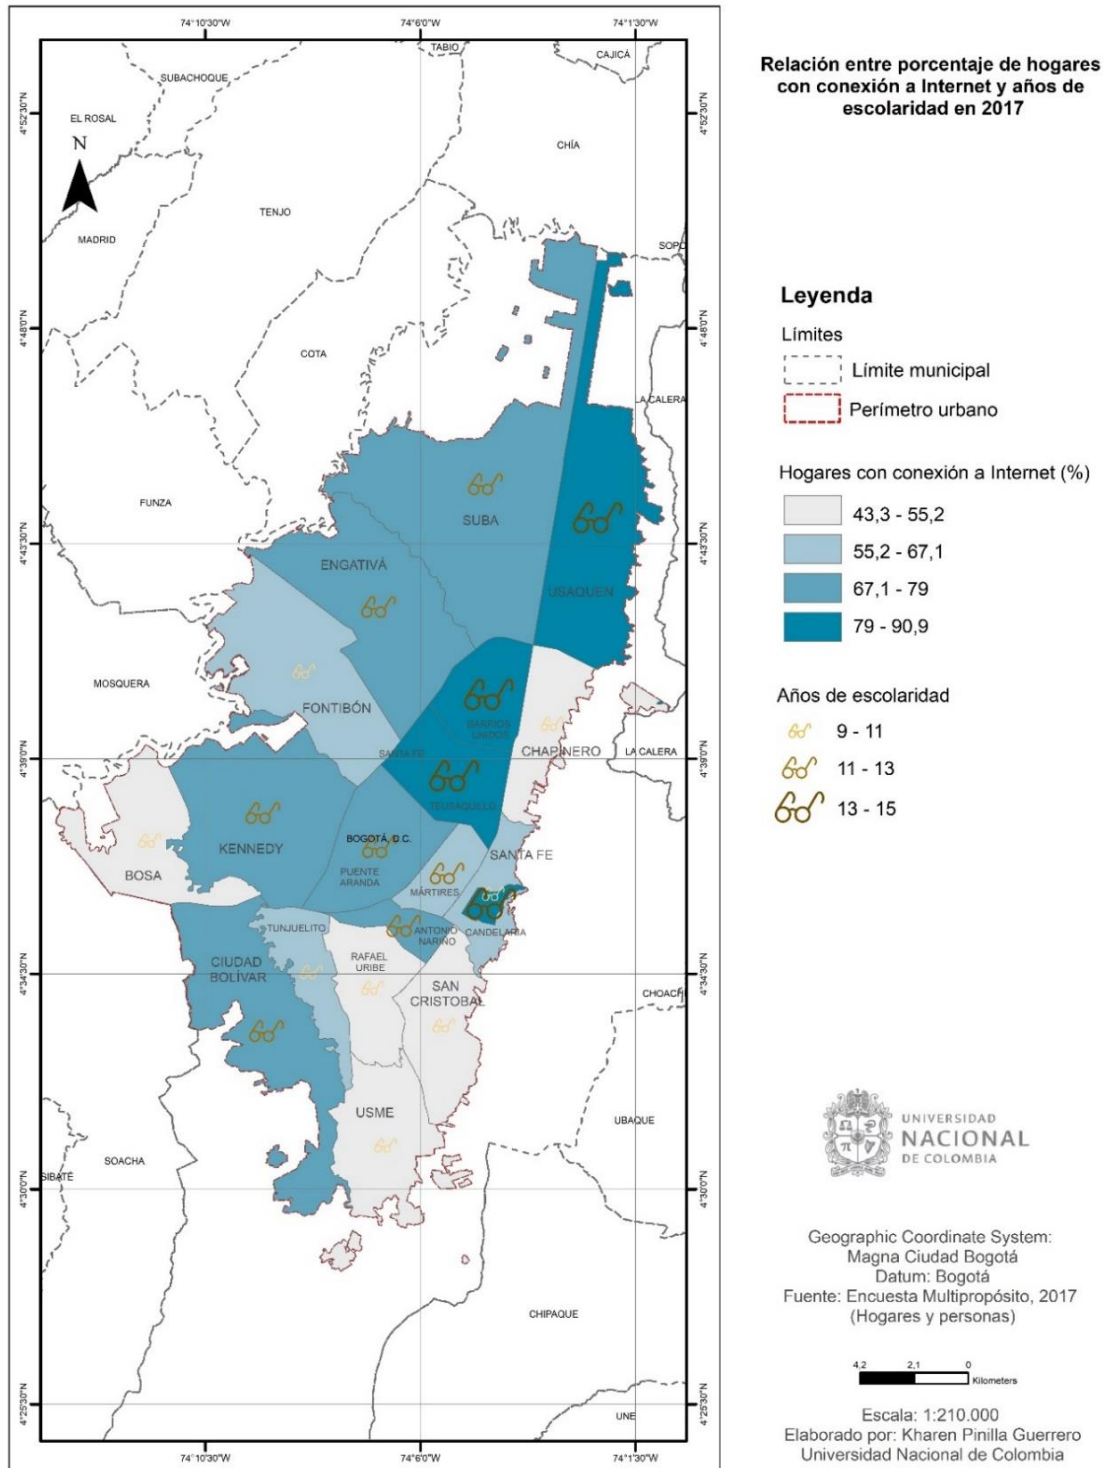 74°10'30"W
74°6'0"W
74°1'30"W
TABIO
CAJICÁ
SUBACHOQUE
4°52'30"N
4°52'30"N
EL ROSAL
N
CHÍA
TENJO
MADRID
SOPÓ
4°48'0"N
4°48'0"N
COTA
LA CALERA
FUNZA
SUBA
4°43'30"N
4°43'30"N
ENGATIVÁ
USAQUEN
MOSQUERA
FONTIBÓN
BARRIOS
UNIDOS
SANTA FE
CHAPINERO
LA CALERA
4°39'0"N
4°39'0"N
TEUSAQUILLO
BOGOTÁ, D.C.
KENNEDY
SANTA FE
BOSA
PUENTE
ARANDA
MÁRTIRES
TUNJUELITO
ANTONIO
NARIÑO
CANDELARIA
CIUDAD
BOLÍVAR
RAFAEL
URIBE
4°34'30"N
4°34'30"N
SAN
CRISTOBAL
CHOACHÍ
USME
UBAQUE
SOACHA
SIBATÉ
4°30'0"N
4°30'0"N
CHIPAQUE
4°25'30"N
4°25'30"N
UNE
74°10'30"W
74°6'0"W
74°1'30"W
Relación entre porcentaje de hogares
con conexión a Internet y años de
escolaridad en 2017
Leyenda
Límites
Límite municipal
Perímetro urbano
Hogares con conexión a Internet (%)
43,3 - 55,2
55,2 - 67,1
67,1 - 79
79 - 90,9
Años de escolaridad
9 - 11
11 - 13
13 - 15
UNIVERSIDAD
NACIONAL
DE COLOMBIA
Geographic Coordinate System:
Magna Ciudad Bogotá
Datum: Bogotá
Fuente: Encuesta Multipropósito, 2017
(Hogares y personas)
4,2 2,1 0
Kilometers
Escala: 1:210.000
Elaborado por: Kharen Pinilla Guerrero
Universidad Nacional de Colombia